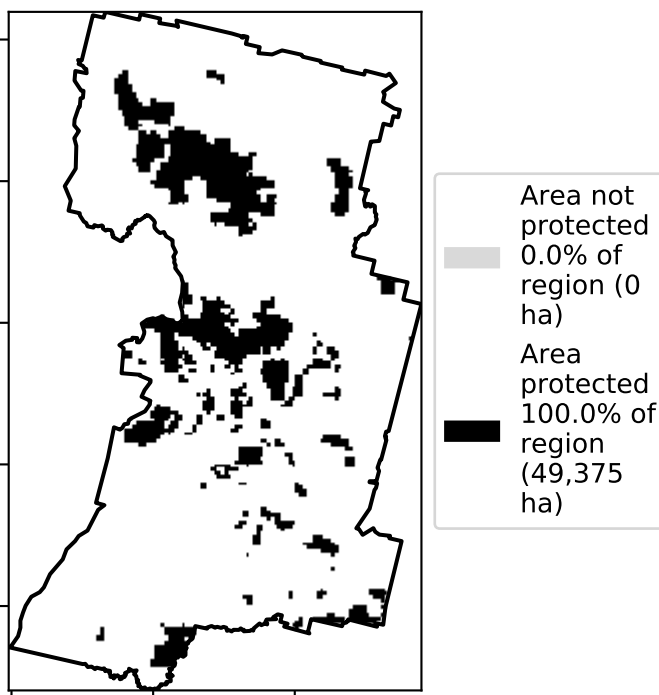 Area not
protected
0.0% of
region (0
ha)
Area
protected
100.0% of
region
(49,375
ha)